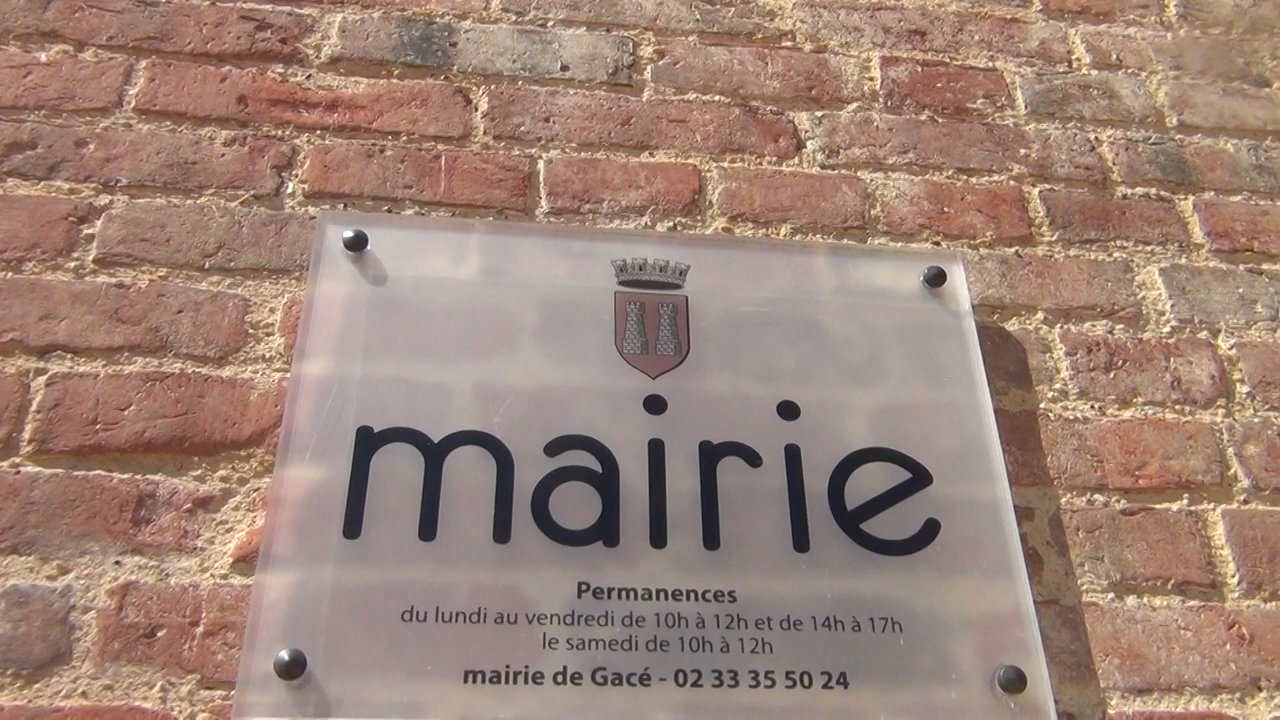 mairie
Permanences
du lundi au vendredi de 10h à 12h et de 14h à 17h
le samedi de 10h à 12h
mairie de Gacé - 02 33 35 50 24